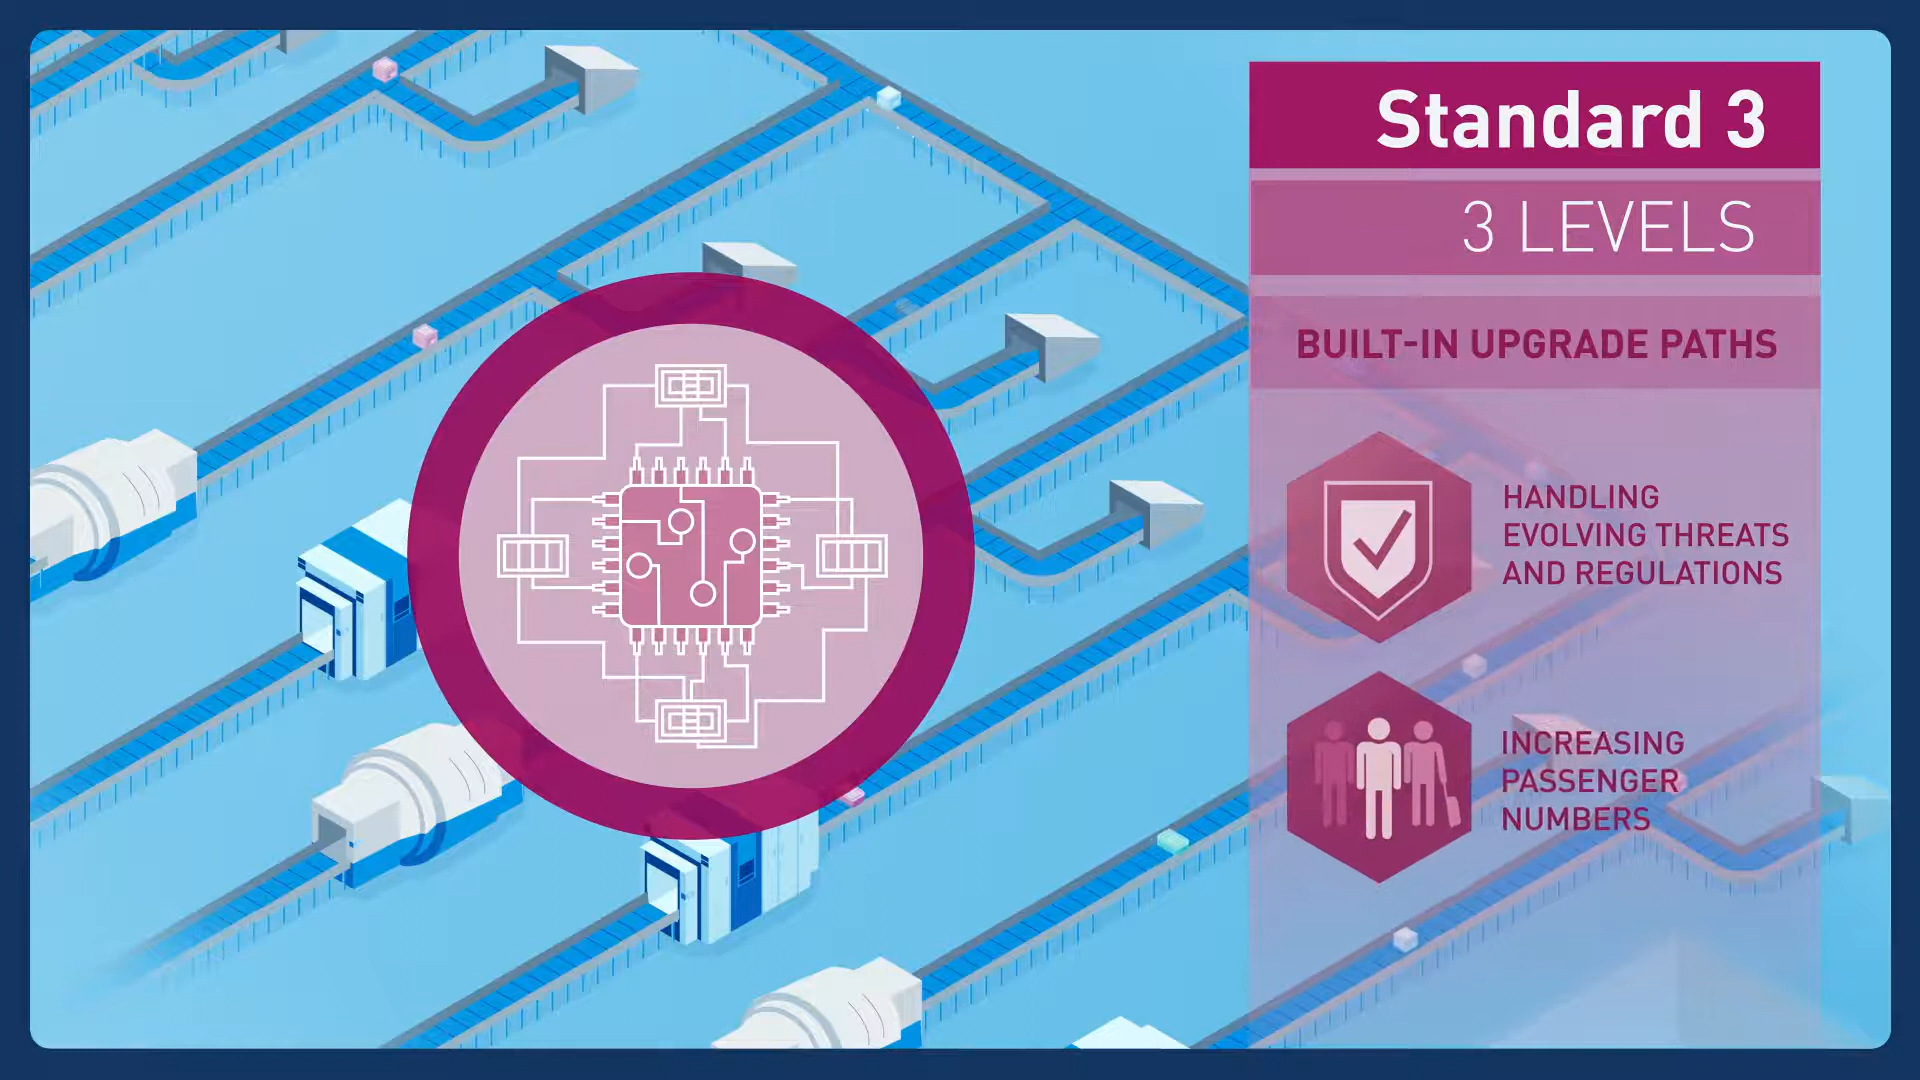 Standard 3
3 LEVELS
BUILT-IN UPGRADE PATHS
HANDLING
EVOLVING THREATS
AND REGULATIONS
INCREASING
PASSENGER
NUMBERS